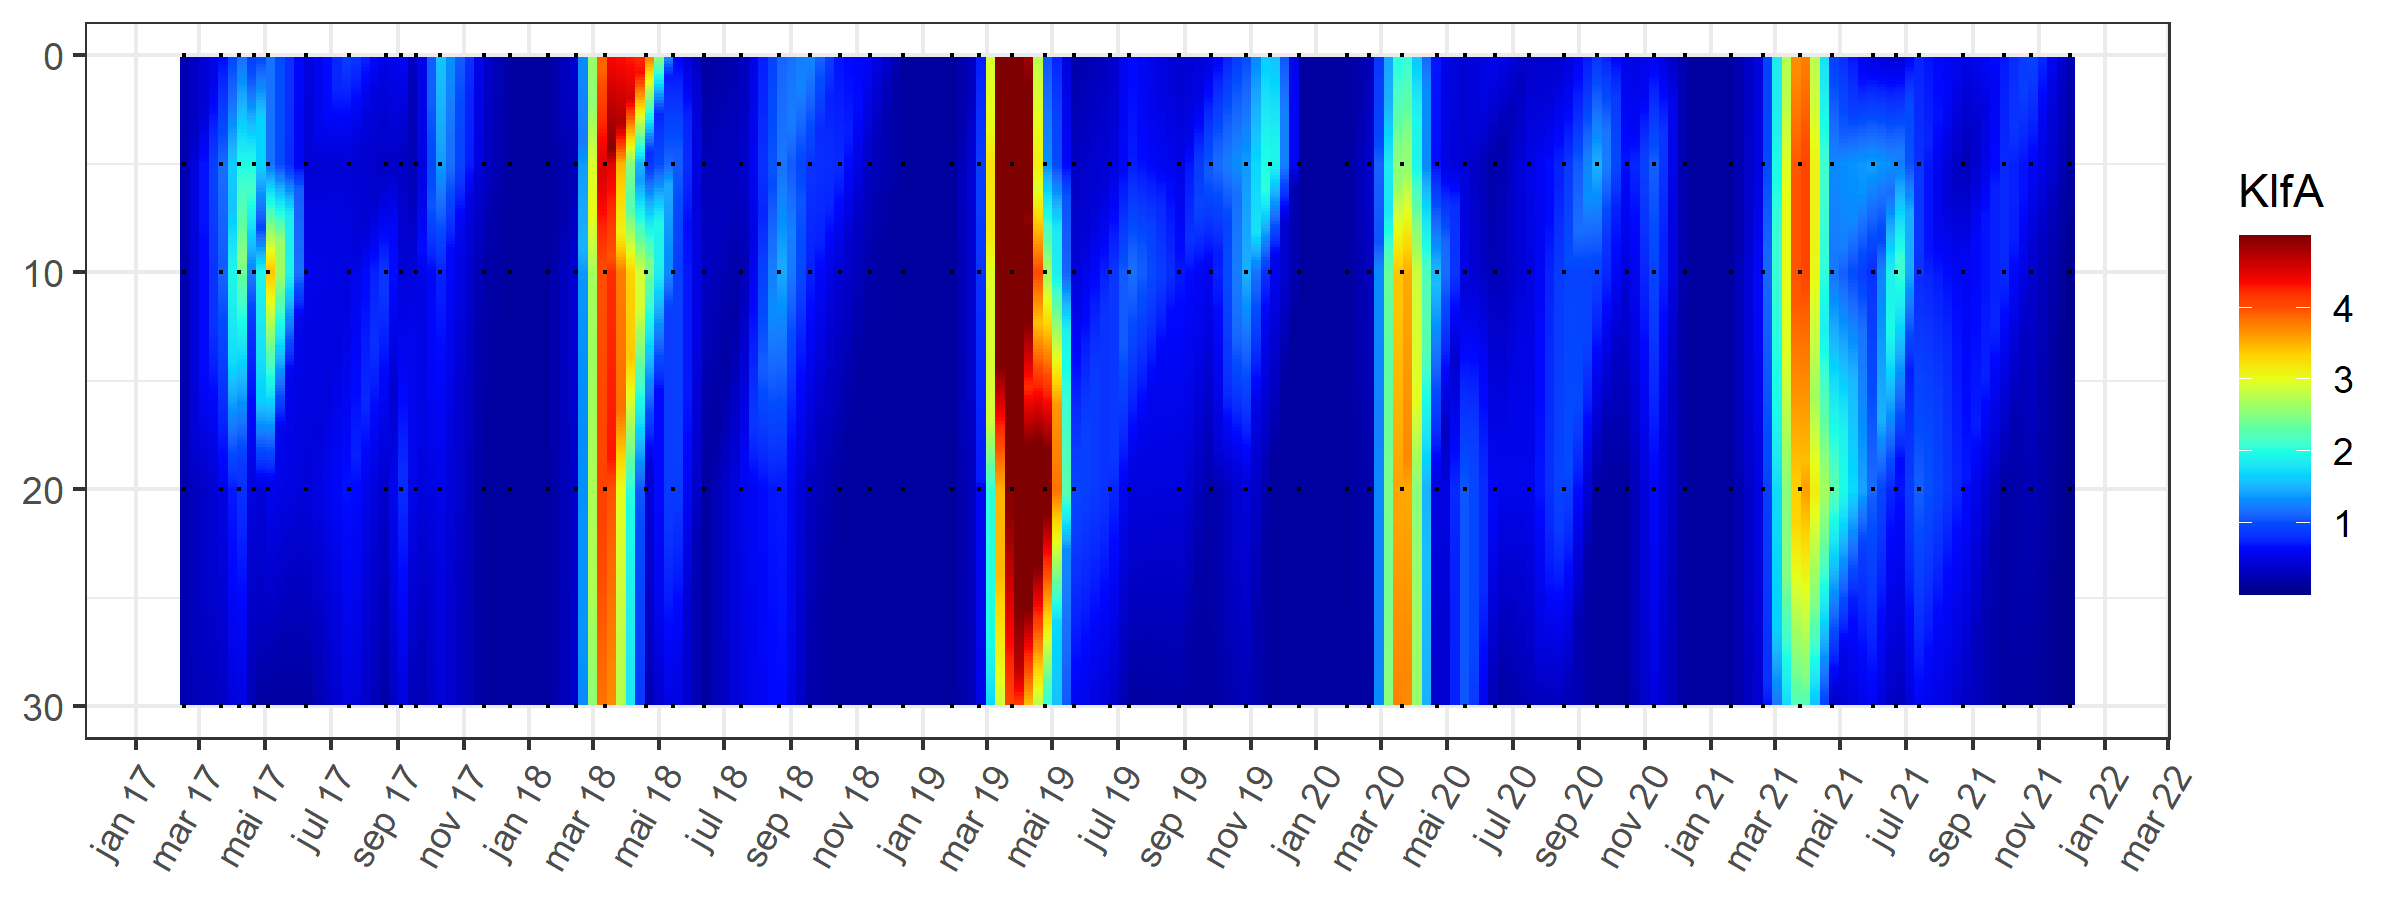 0
10
20
30
jan 17
mar 17
mai 17
jul 17
sep 17
nov 17
jan 18
mar 18
mai 18
jul 18
sep 18
nov 18
jan 19
mar 19
mai 19
jul 19
sep 19
nov 19
jan 20
mar 20
mai 20
jul 20
sep 20
nov 20
jan 21
mar 21
mai 21
jul 21
sep 21
nov 21
jan 22
mar 22
KlfA
4
3
2
1